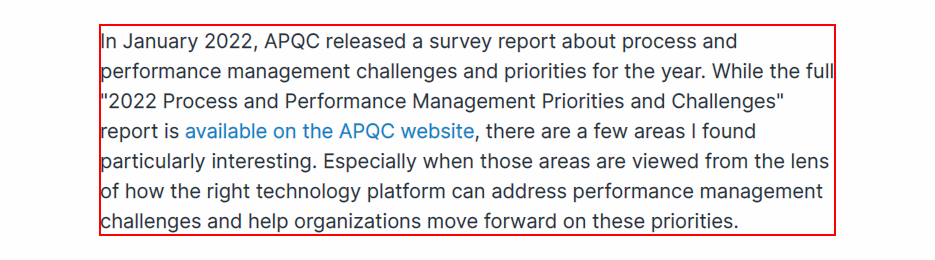 In January 2022, APQC released a survey report about process and
performance management challenges and priorities for the year. While the full
"2022 Process and Performance Management Priorities and Challenges"
report is available on the APQC website, there are a few areas I found
particularly interesting. Especially when those areas are viewed from the lens
of how the right technology platform can address performance management
challenges and help organizations move forward on these priorities.